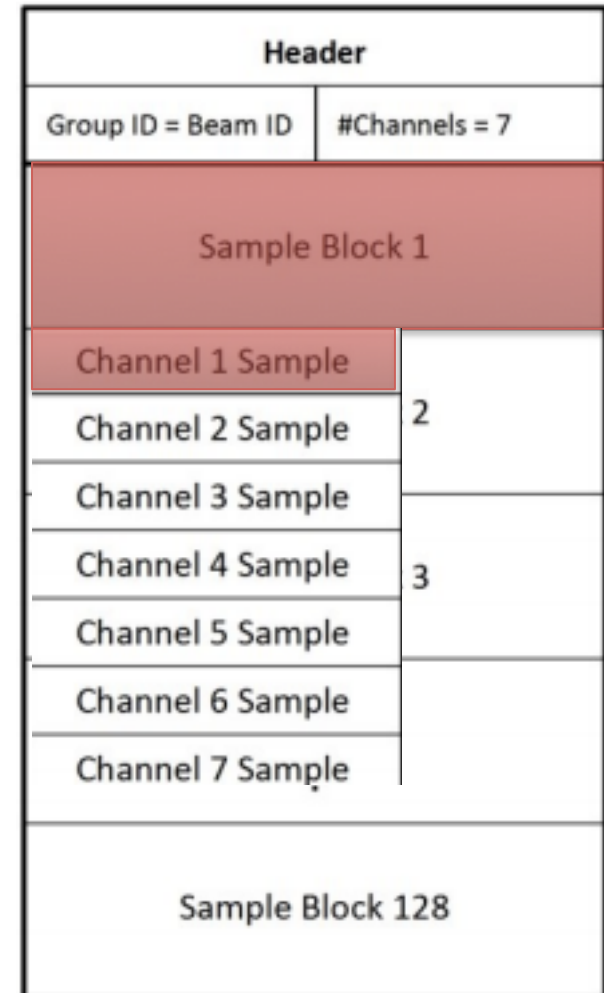 Header
Group ID = Beam ID #Channels = 7
Sample Block 1
Channel 1 Sample
Channel 2 Sample
2
Channel 3 Sample
Channel 4 Sample
3
Channel 5 Sample
Channel 6 Sample
Channel 7 Sample
Sample Block 128